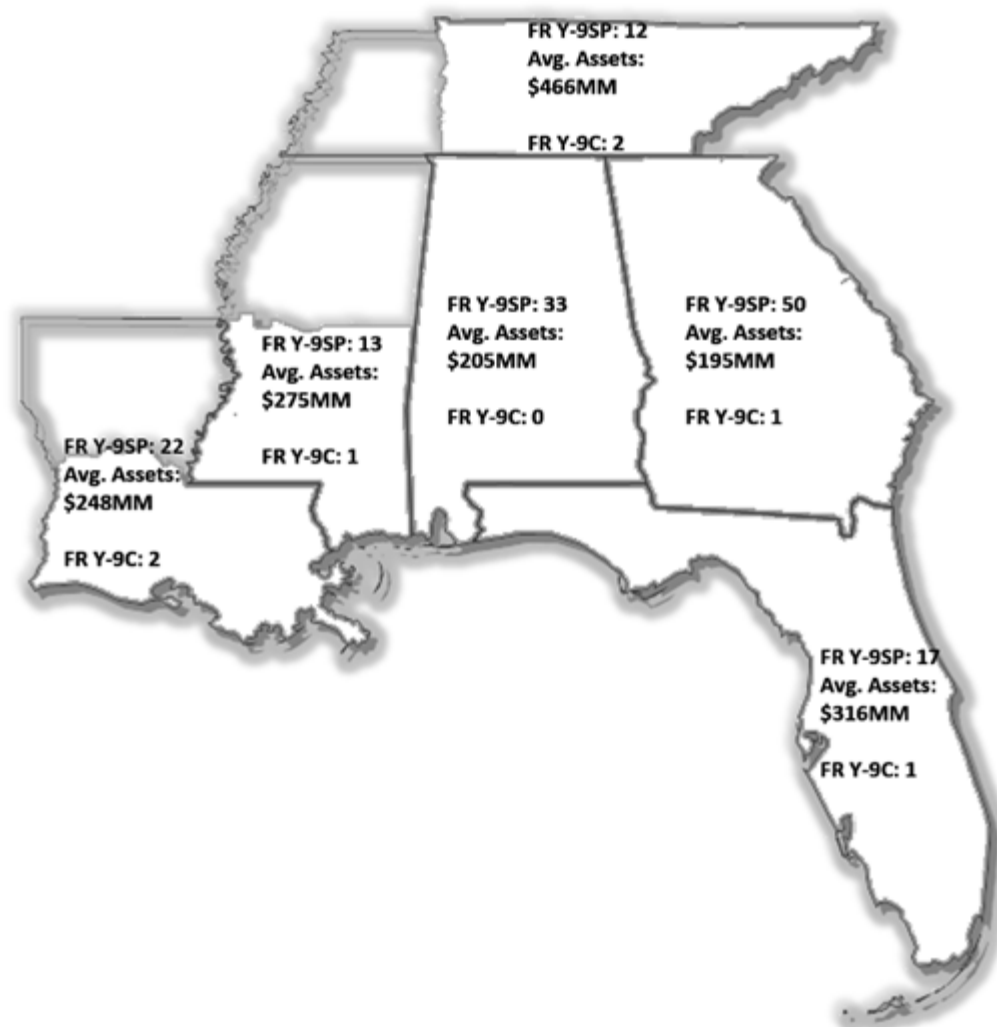 FR Y-9SP: 12
Avg. Assets:
$466MM
FR Y-9C: 2
FR Y-9SP: 33
Avg. Assets:
$205MM
FR Y-9C: 0
FR Y-9SP: 50
Avg. Assets:
$195MM
FR Y-9C: 1
FR Y-9SP: 13
Avg. Assets:
$275MM
FR Y-9C: 1
FR Y-9SP: 22
Avg. Assets:
$248MM
FR Y-9C: 2
FR Y-9SP: 17
Avg. Assets:
$316MM
FR Y-9C: 1